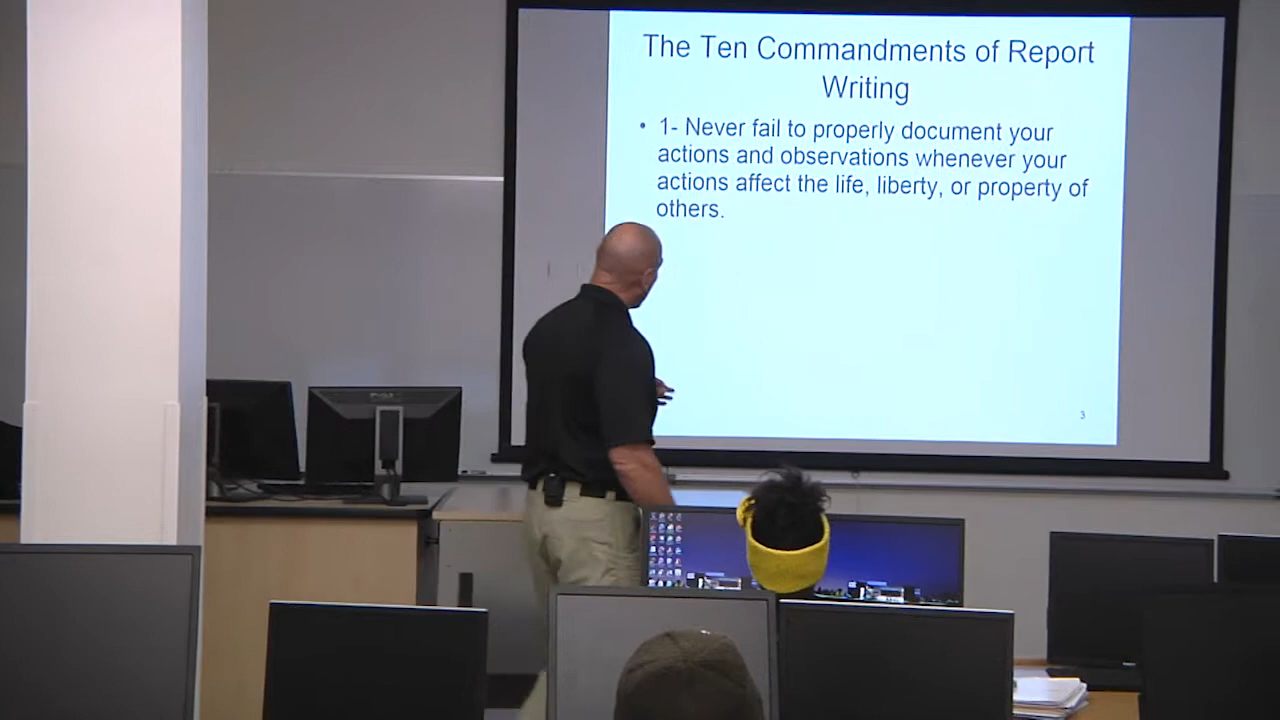 The Ten Commandments of Report
Writing
• 1- Never fail to properly document your
actions and observations whenever your
actions affect the life, liberty, or property of
others.
3